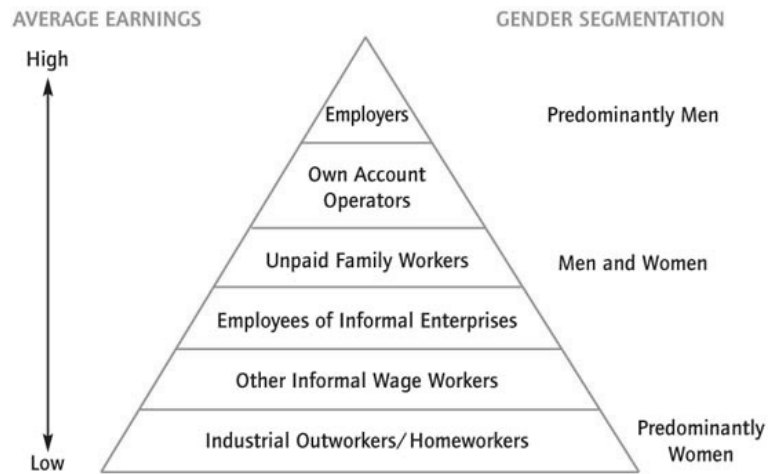 AVERAGE EARNINGS
GENDER SEGMENTATION
High
Employers
Predominantly Men
Own Account
Operators
Unpaid Family Workers
Men and Women
Employees of Informal Enterprises
Other Informal Wage Workers
Industrial Outworkers/Homeworkers
Predominantly
Women
Low